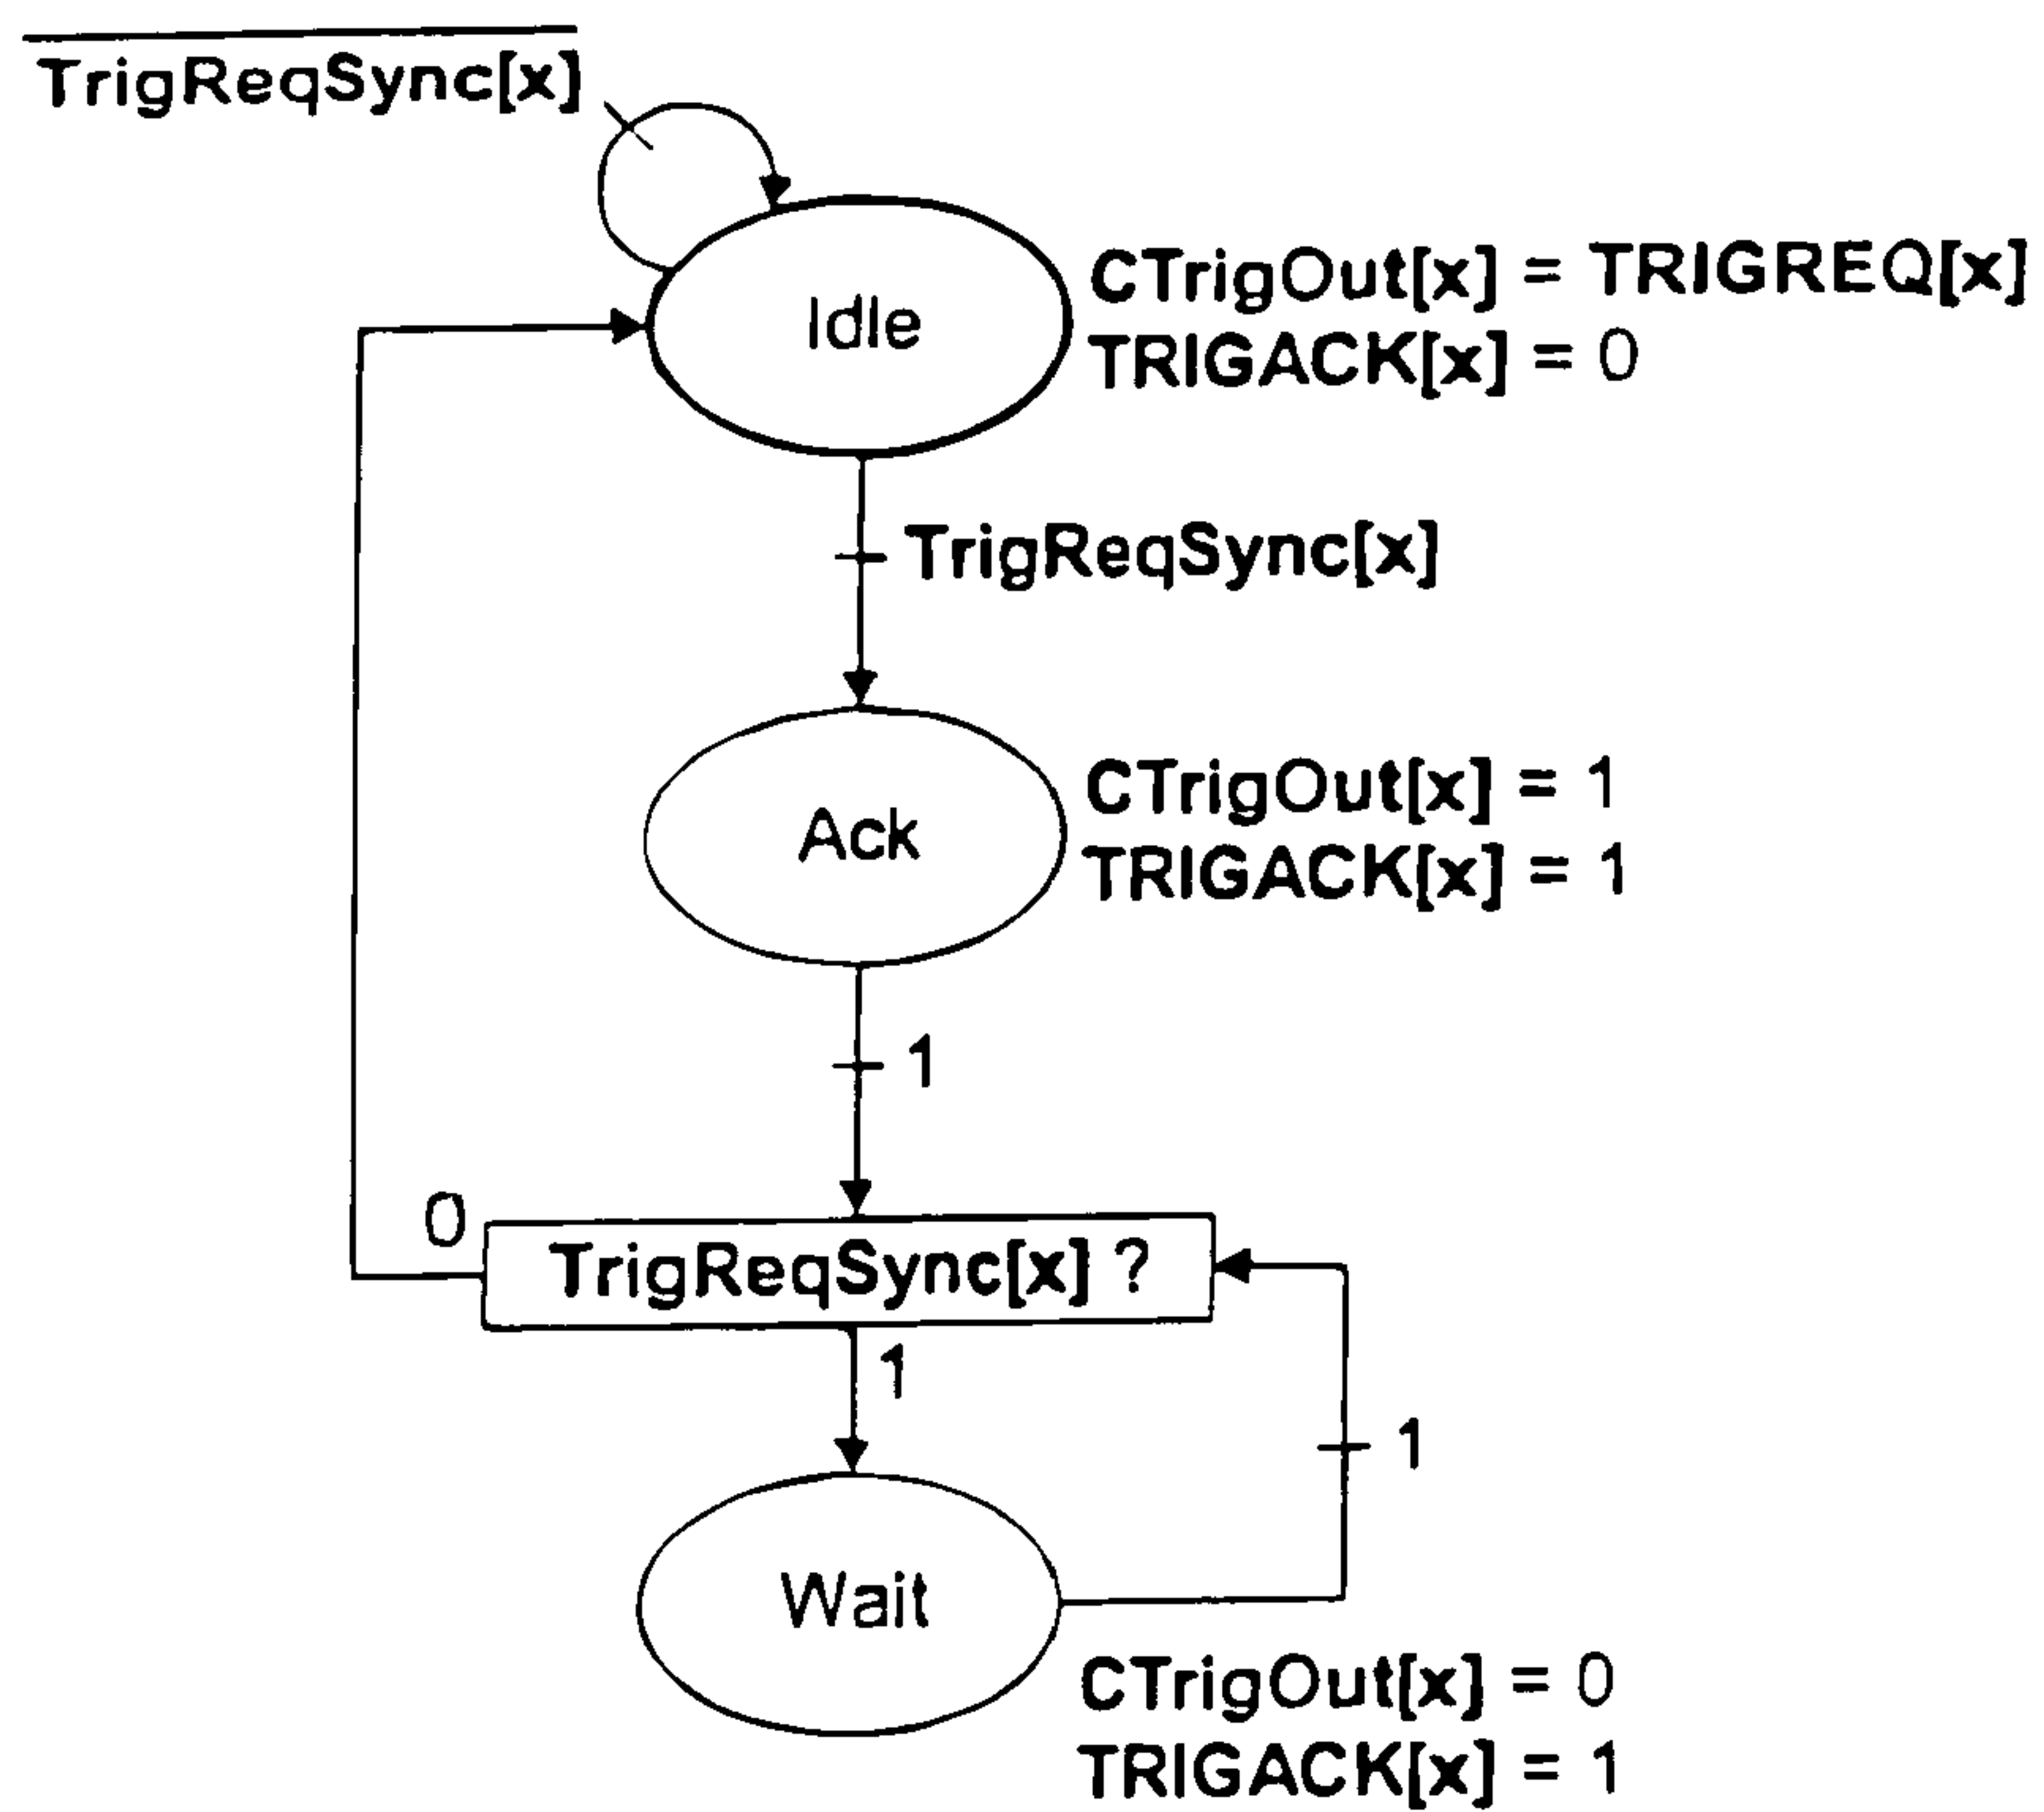 TrigReqSync[x]
Idle
CTrigOut[x] = TRIGREQ[x]
TRIGACK[x] = 0
TrigReqSync[x]
Ack
CTrigOut[x] = 1
TRIGACK[x] = 1
1
0
TrigReqSync[x] ?
1
1
Wait
CTrigOut[x] = 0
TRIGACK[x] = 1